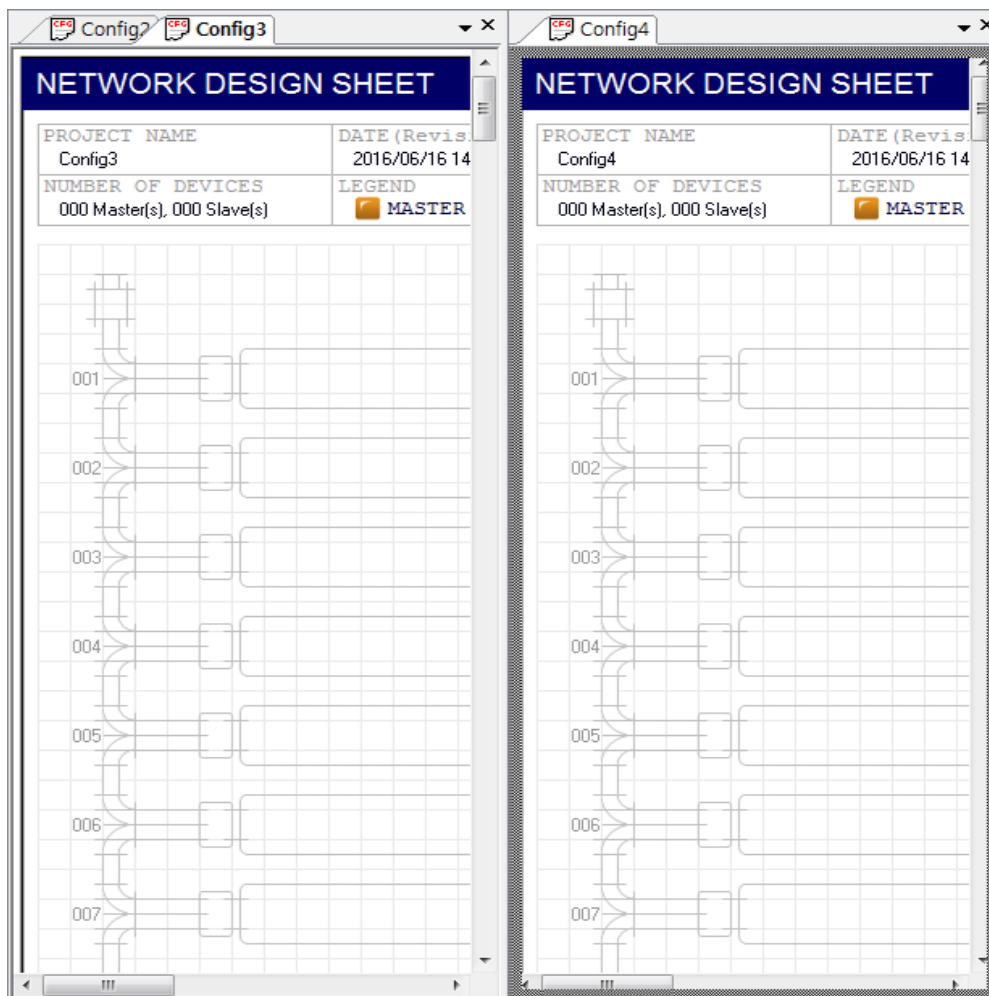 Config2
Config3
NETWORK DESIGN SHEET
PROJECT NAME
DATE(Revis
Config3
2016/06/16 14
NUMBER OF DEVICES
LEGEND
000 Master(s), 000 Slave(s)
MASTER
001
002
003
004
005
006
007
Config4
NETWORK DESIGN SHEET
PROJECT NAME
DATE(Revis
Config4
2016/06/16 14
NUMBER OF DEVICES
LEGEND
000 Master(s), 000 Slave(s)
MASTER
001
002
003
004
005
006
007